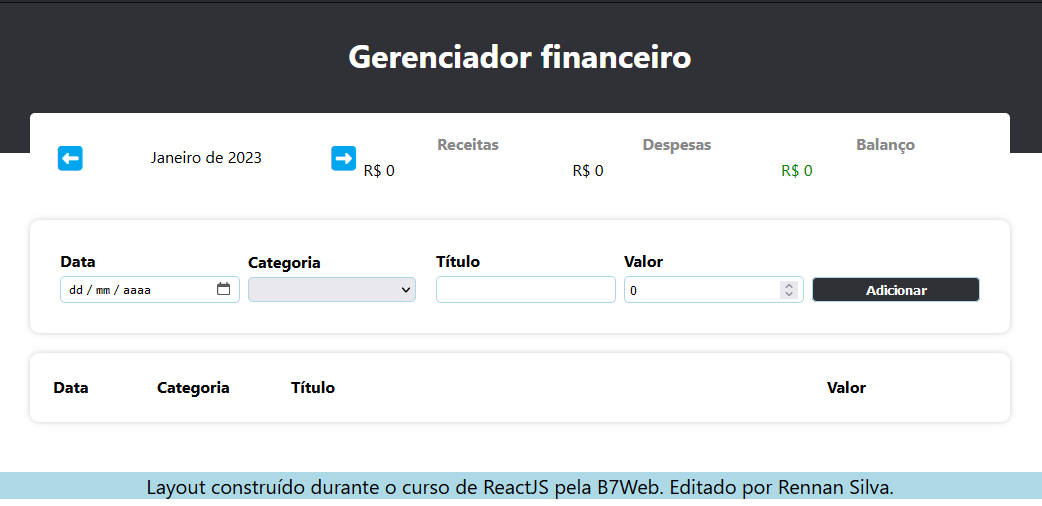 Gerenciador financeiro
Janeiro de 2023
Receitas Despesas Balanço
R$ 0 R$ 0 R$ 0
Data Categoria Título Valor
dd / mm / aaaa 0 Adicionar
Data Categoria Título Valor
Layout construído durante o curso de ReactJS pela B7Web. Editado por Rennan Silva.